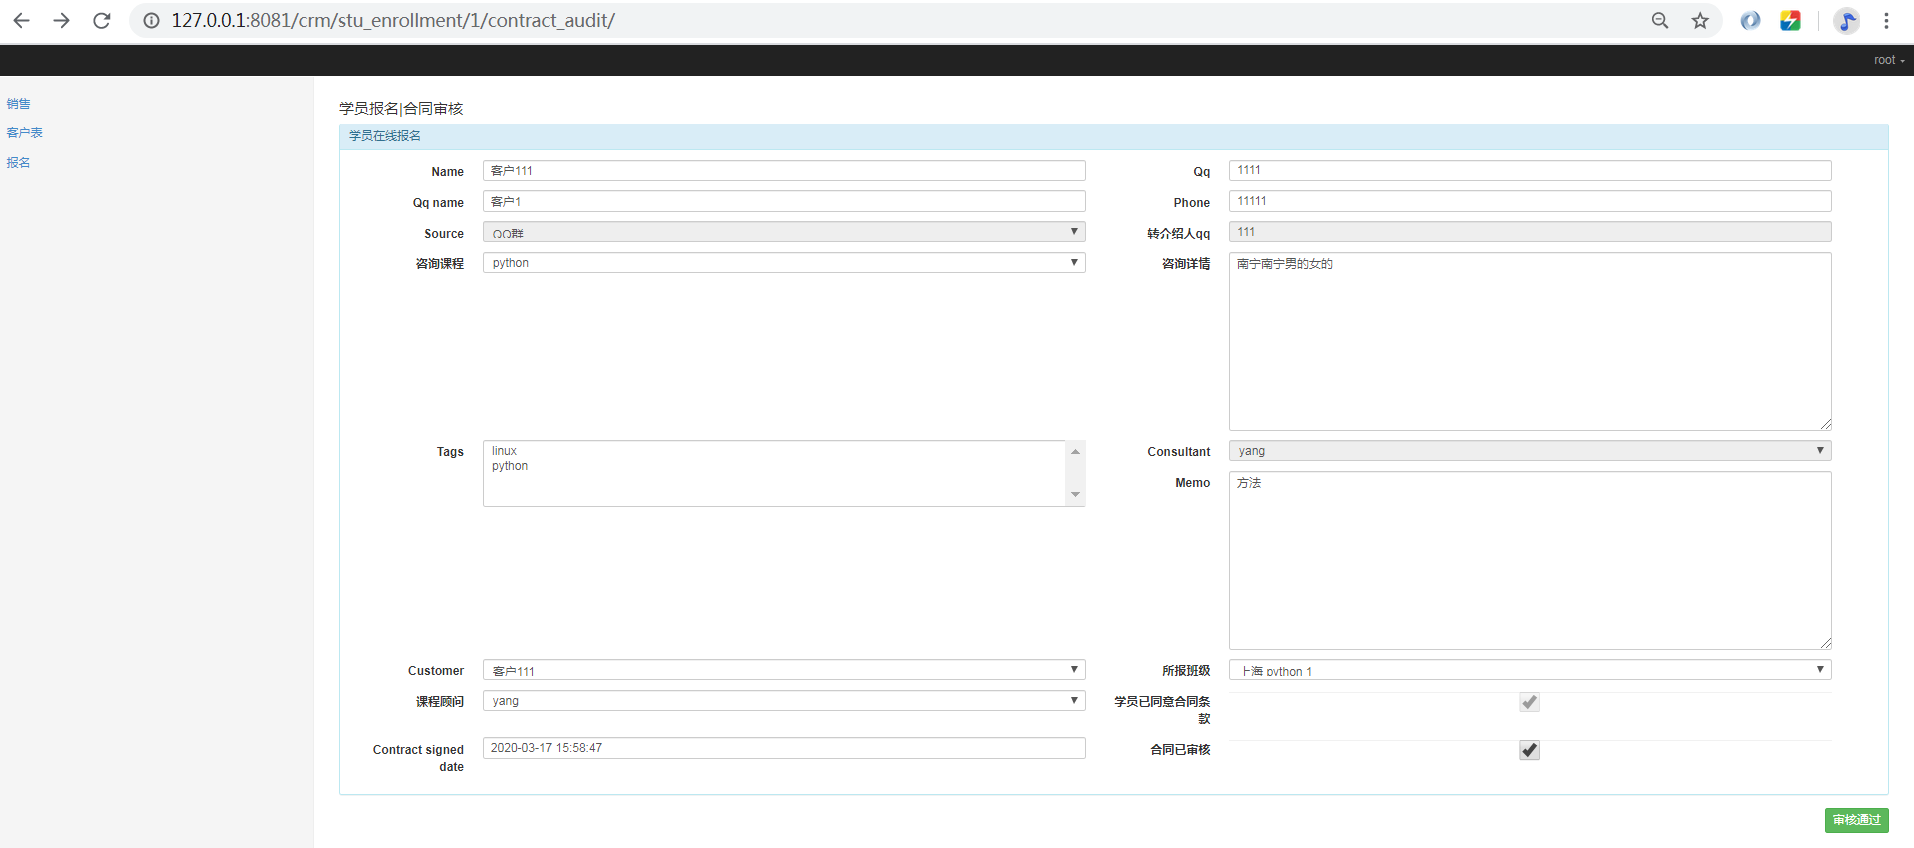 127.0.0.1:8081/crm/stu_enrollment/1/contract_audit/
root
销售
客户表
报名
学员报名|合同审核
学员在线报名
Name 客户111 Qq 1111
Qq name 客户1 Phone 11111
Source QQ群 转介绍人qq 111
咨询课程 python 咨询详情 南宁南宁男的女的
Tags linux Consultant yang
python
Memo 方法
Customer 客户111 所报班级 上海 python 1
课程顾问 yang 学员已同意合同条
款
Contract signed 2020-03-17 15:58:47 合同已审核
date
审核通过